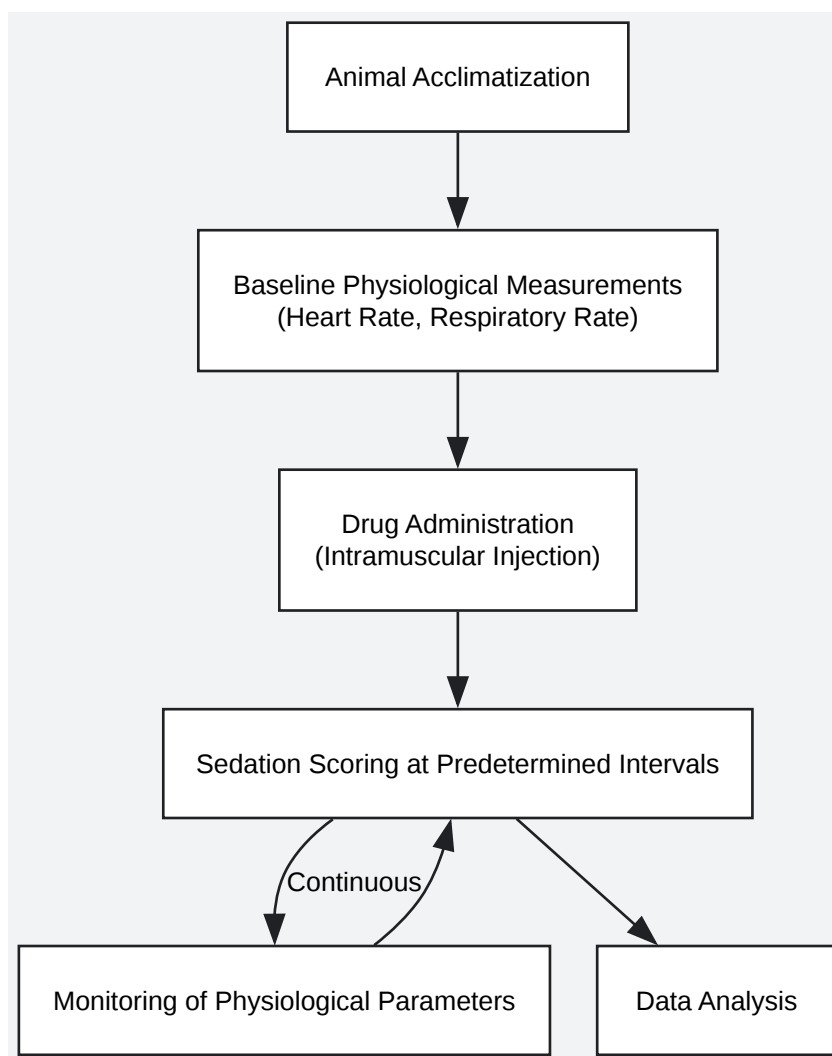 Animal Acclimatization
Baseline Physiological Measurements
(Heart Rate, Respiratory Rate)
Drug Administration
(Intramuscular Injection)
Sedation Scoring at Predetermined Intervals
Continuous
Monitoring of Physiological Parameters
Data Analysis